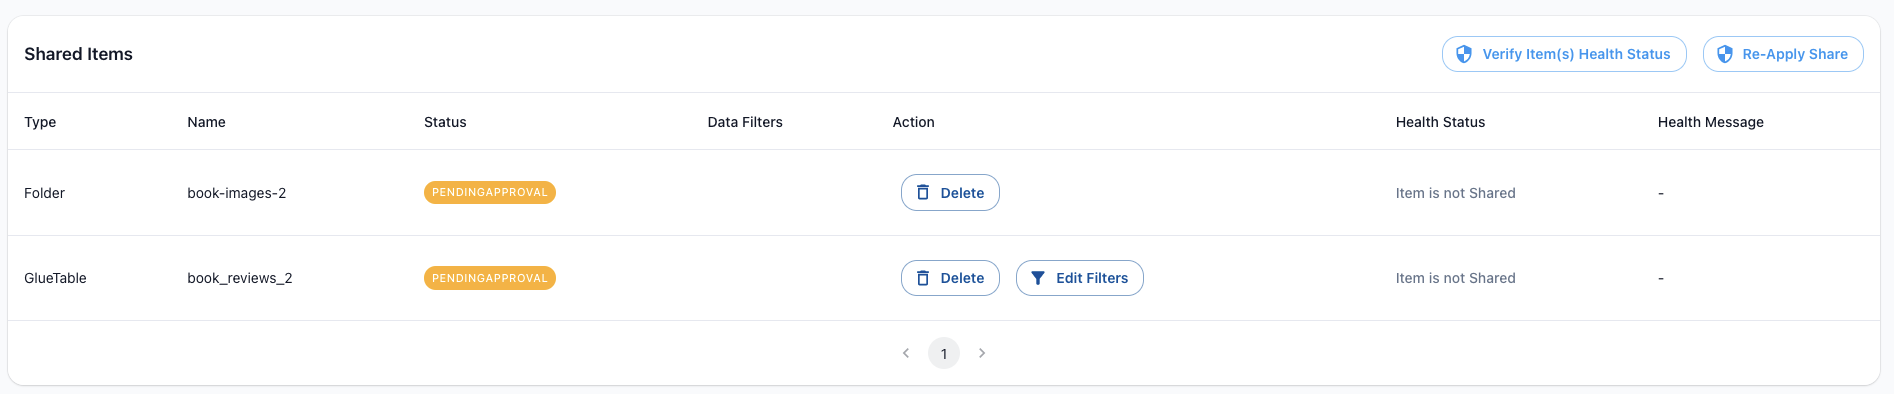 Shared Items Verify Item(s) Health Status Re-Apply Share
Type Name Status Data Filters Action Health Status Health Message
Folder book-images-2 PENDINGAPPROVAL Delete Item is not Shared -
GlueTable book_reviews_2 PENDINGAPPROVAL Delete Edit Filters Item is not Shared -
1